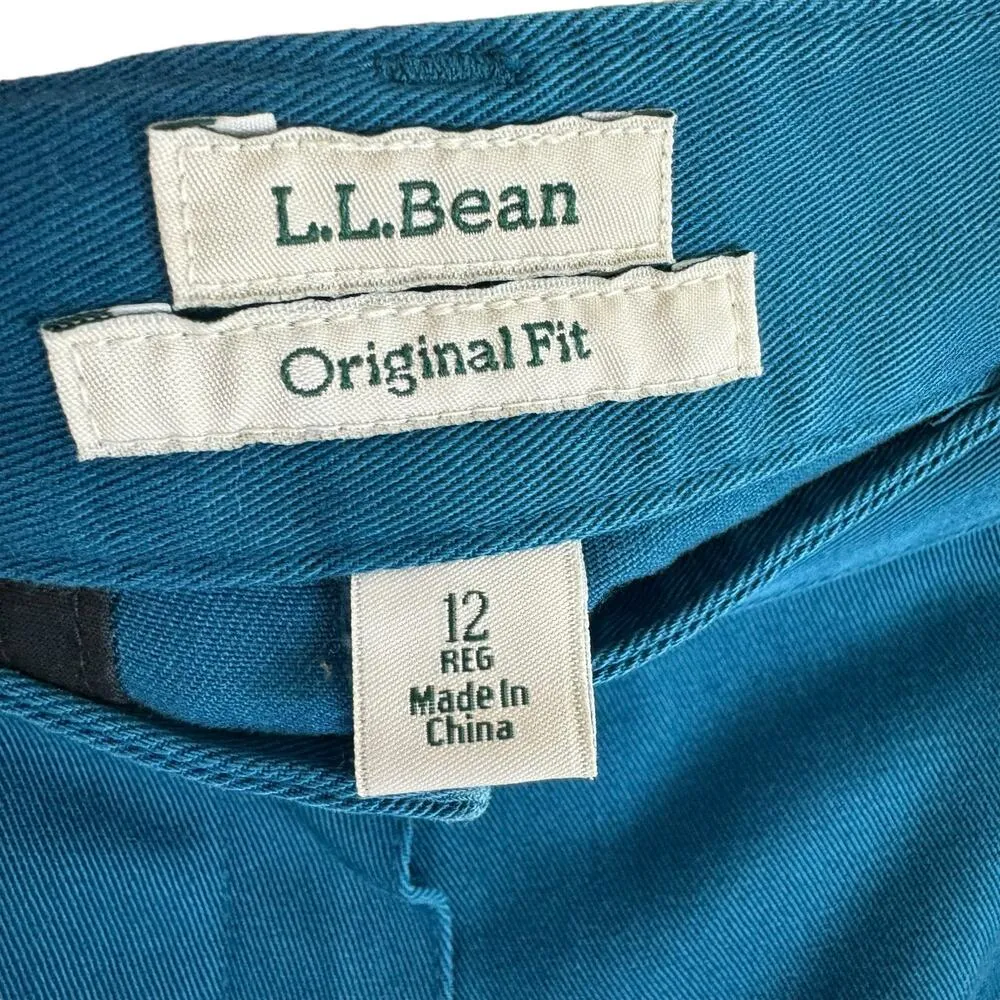 L.L.Bean
Original Fit
12
REG
Made In
China